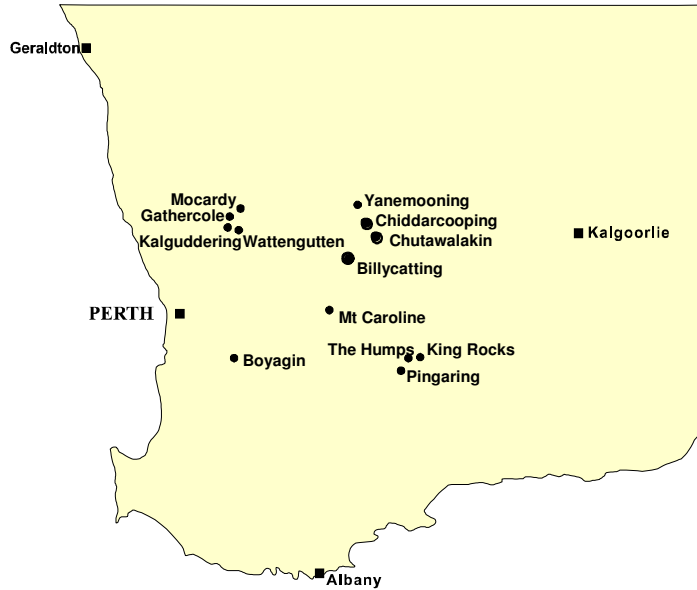 Geraldton
Mocardy
Yanemooning
Gathercole
Chiddarcooping
Kalguddering
Wattengutten
Chutawalakin
Kalgoorlie
Billycatting
PERTH
Mt Caroline
The Humps
King Rocks
Boyagin
Pingaring
Albany